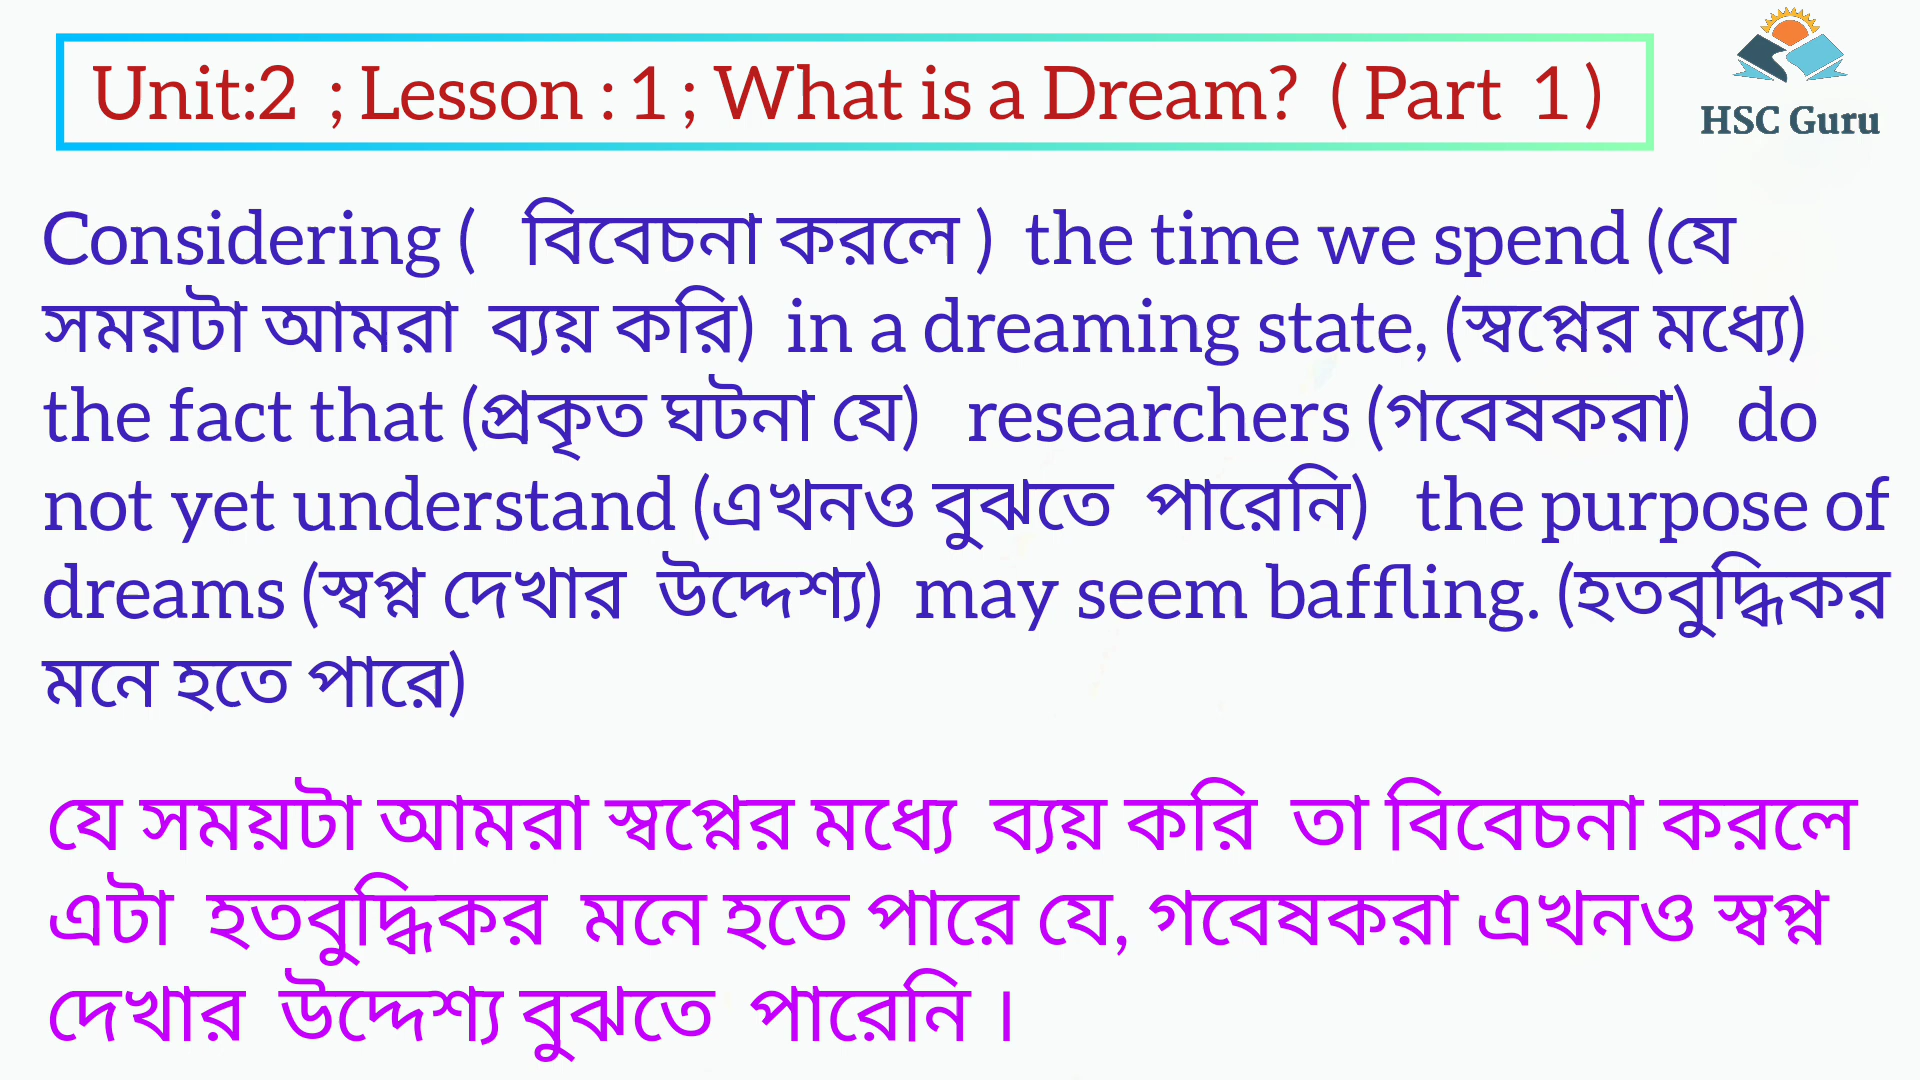 Unit:2 ; Lesson : 1 ; What is a Dream? ( Part 1 )
HSC Guru
Considering ( বিবেচনা করলে ) the time we spend (যে
সময়টা আমরা ব্যয় করি) in a dreaming state, (স্বপ্নের মধ্যে)
the fact that (প্রকৃত ঘটনা যে) researchers (গবেষকরা) do
not yet understand (এখনও বুঝতে পারেনি) the purpose of
dreams (স্বপ্ন দেখার উদ্দেশ্য) may seem baffling. (হতবুদ্ধিকর
মনে হতে পারে)
যে সময়টা আমরা স্বপ্নের মধ্যে ব্যয় করি তা বিবেচনা করলে
এটা হতবুদ্ধিকর মনে হতে পারে যে, গবেষকরা এখনও স্বপ্ন
দেখার উদ্দেশ্য বুঝতে পারেনি ।